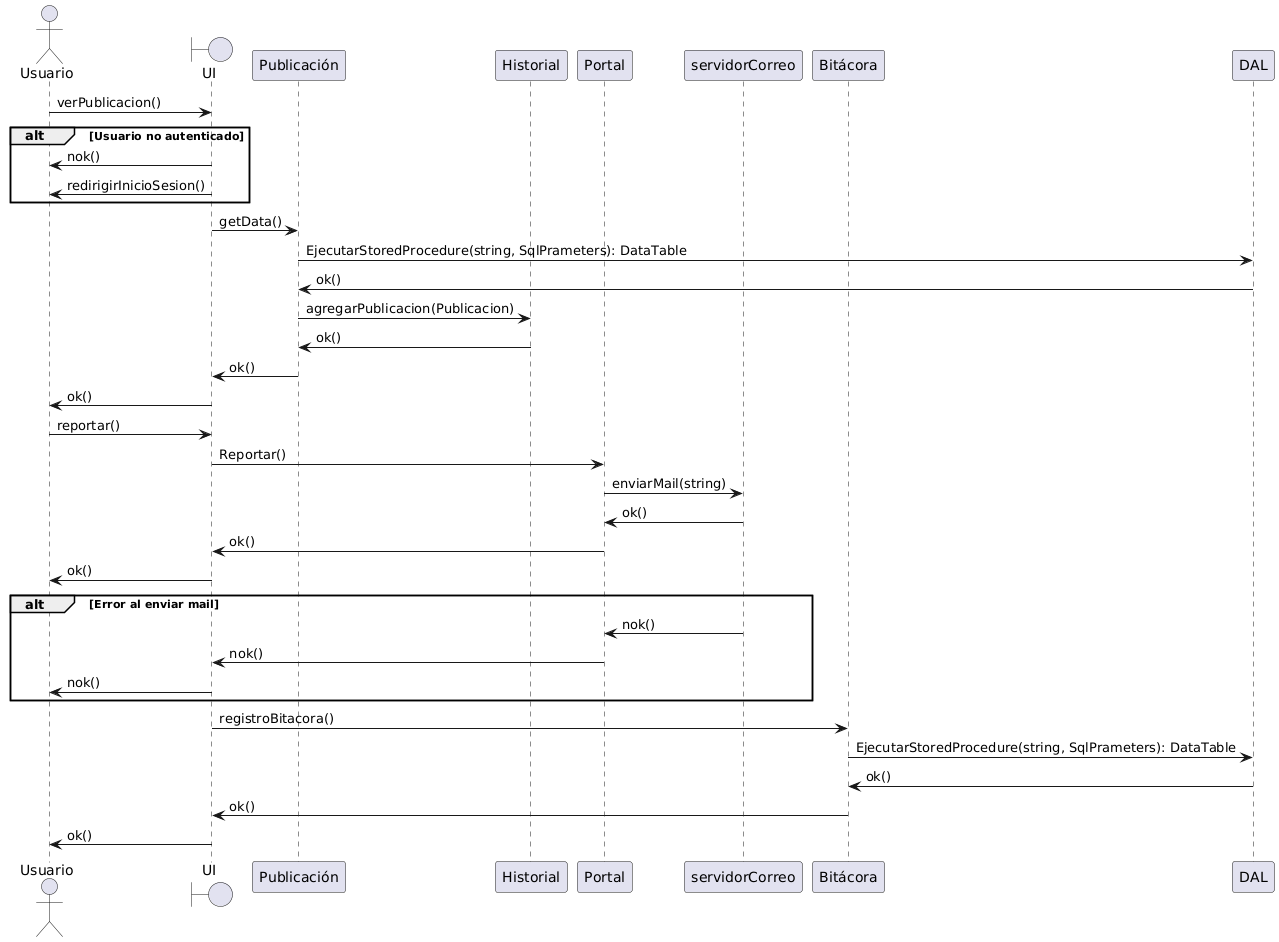 Usuario
UI
Publicación
Historial
Portal
servidorCorreo
Bitácora
DAL
verPublicacion()
alt
[Usuario no autenticado]
nok()
redirigirInicioSesion()
getData()
EjecutarStoredProcedure(string, SqlPrameters): DataTable
ok()
agregarPublicacion(Publicacion)
ok()
ok()
ok()
reportar()
Reportar()
enviarMail(string)
ok()
ok()
ok()
alt
[Error al enviar mail]
nok()
nok()
nok()
registroBitacora()
EjecutarStoredProcedure(string, SqlPrameters): DataTable
ok()
ok()
ok()
Usuario
UI
Publicación
Historial
Portal
servidorCorreo
Bitácora
DAL